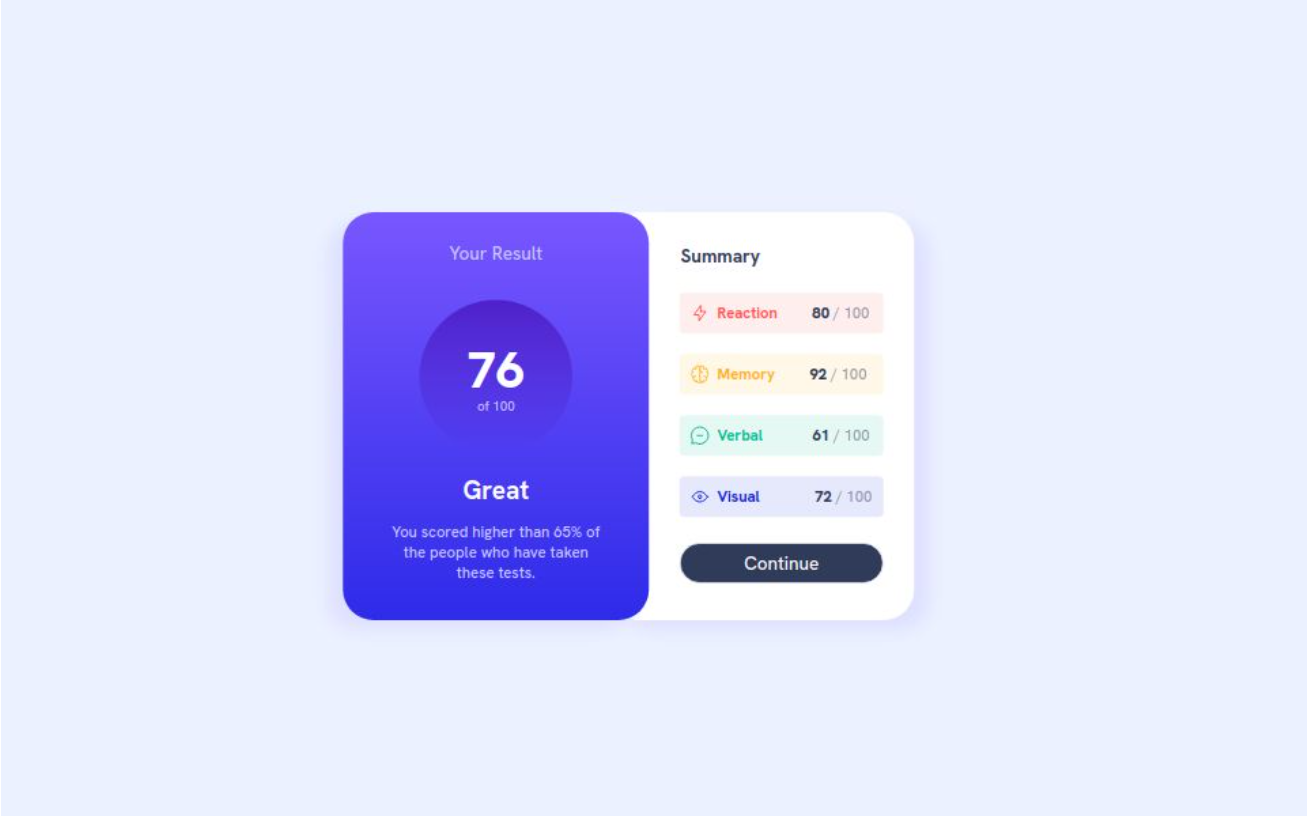 Your Result
76
of 100
Great
You scored higher than 65% of
the people who have taken
these tests.
Summary
Reaction 80 / 100
Memory 92 / 100
Verbal 61 / 100
Visual 72 / 100
Continue